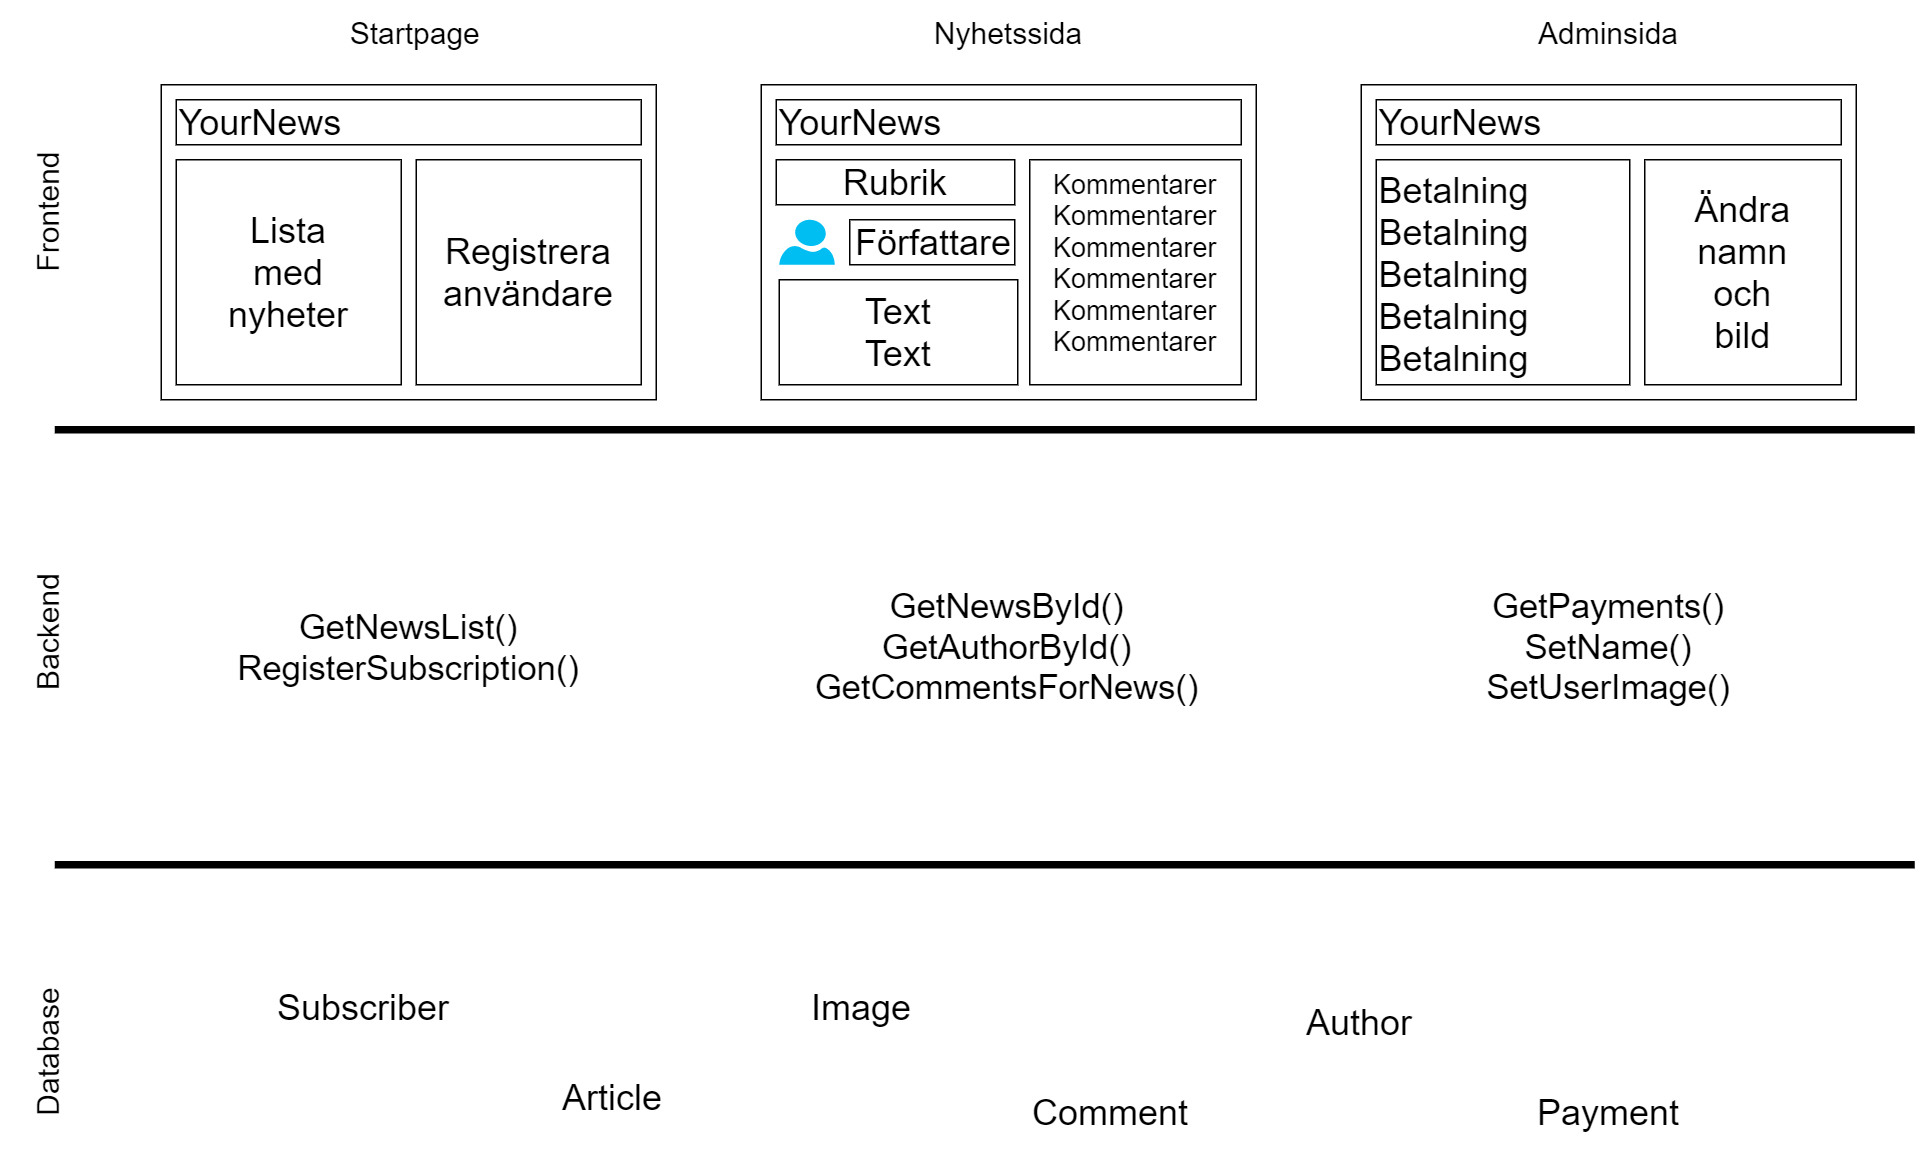 Startpage
Nyhetssida
Adminsida
Frontend
YourNews
Lista
med
nyheter
Registrera
användare
YourNews
Rubrik
Författare
Text
Text
Kommentarer
Kommentarer
Kommentarer
Kommentarer
Kommentarer
Kommentarer
YourNews
Betalning
Betalning
Betalning
Betalning
Betalning
Ändra
namn
och
bild
Backend
GetNewsList()
RegisterSubscription()
GetNewsById()
GetAuthorById()
GetCommentsForNews()
GetPayments()
SetName()
SetUserImage()
Database
Subscriber
Image
Author
Article
Comment
Payment